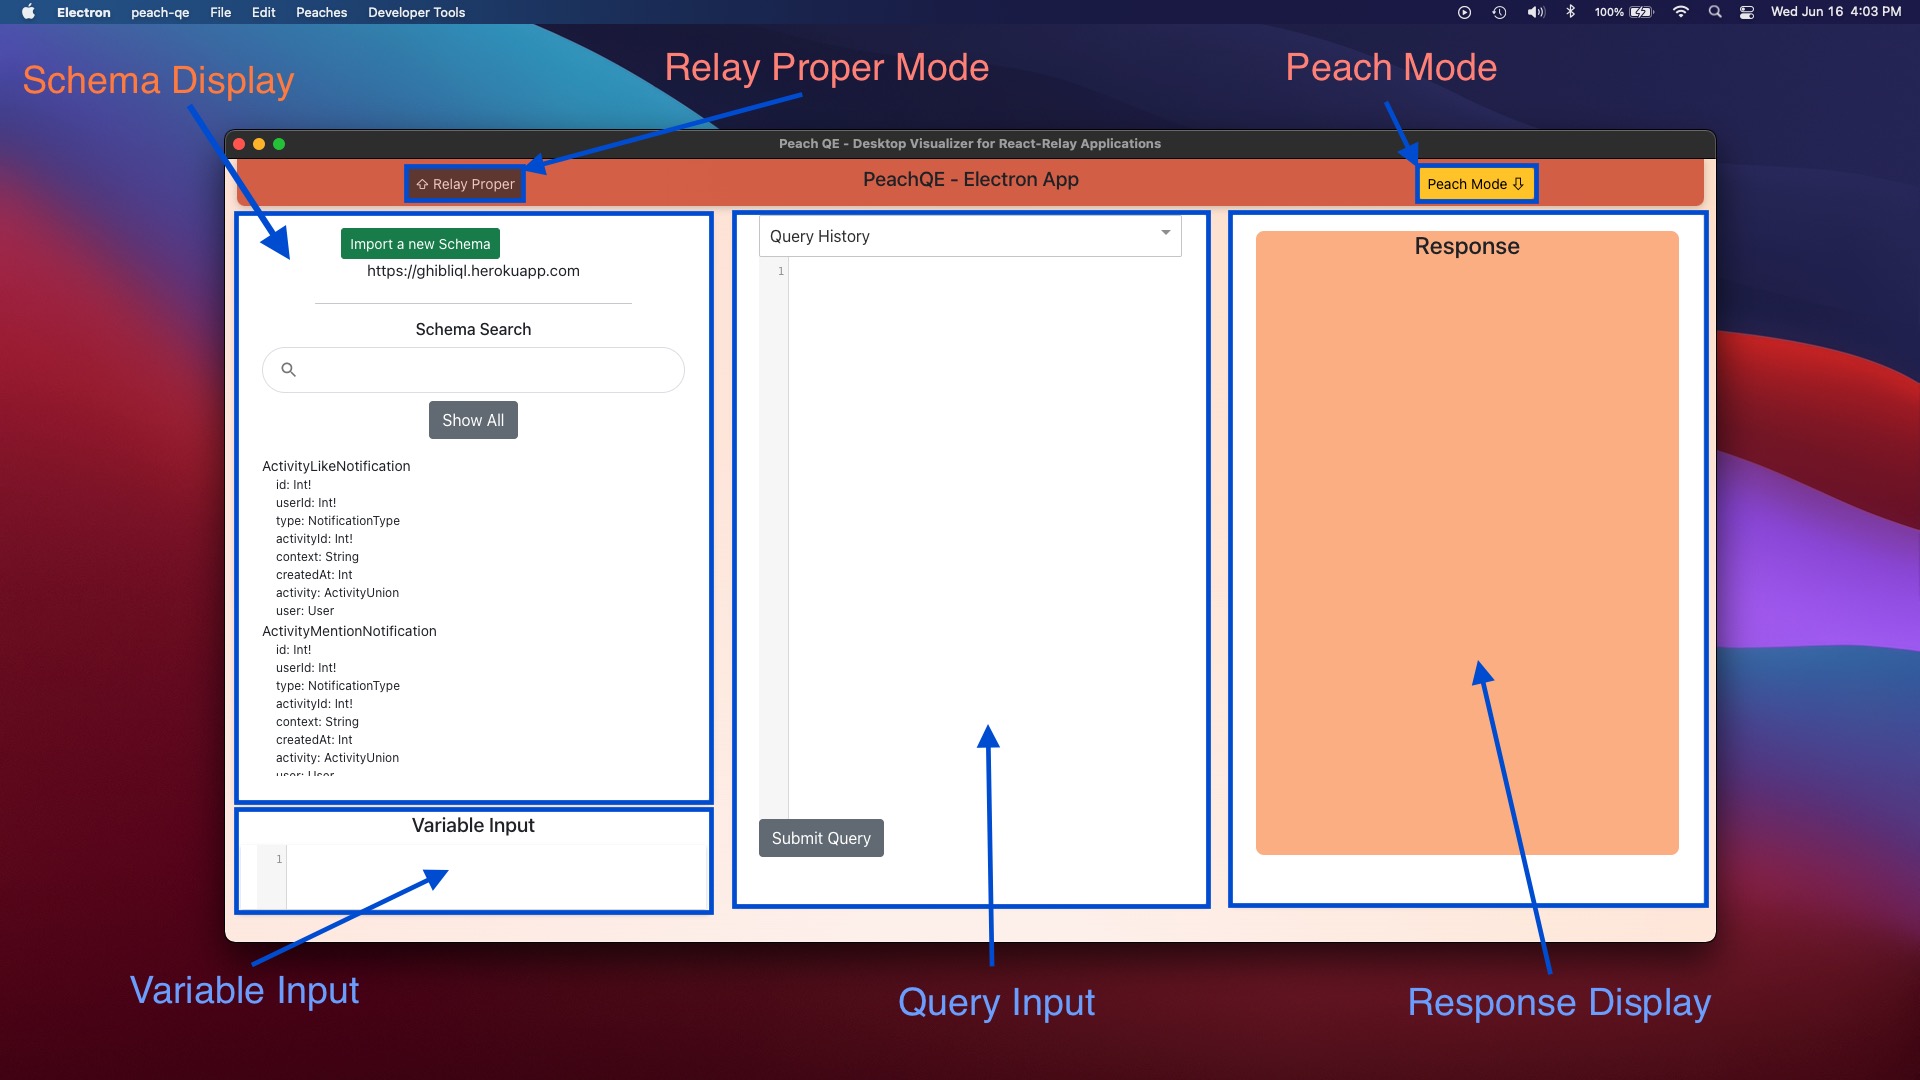 Electron peach-qe File Edit Peaches Developer Tools 100% Wed Jun 16 4:03 PM
Schema Display
Relay Proper Mode
Peach Mode
Peach QE - Desktop Visualizer for React-Relay Applications
Relay Proper
PeachQE - Electron App
Peach Mode
Import a new Schema
https://ghibliql.herokuapp.com
Schema Search
Show All
ActivityLikeNotification
id: Int!
userId: Int!
type: NotificationType
activityId: Int!
context: String
createdAt: Int
activity: ActivityUnion
user: User
ActivityMentionNotification
id: Int!
userId: Int!
type: NotificationType
activityId: Int!
context: String
createdAt: Int
activity: ActivityUnion
user: User
Variable Input
1
Query History
1
Submit Query
Response
Variable Input
Query Input
Response Display